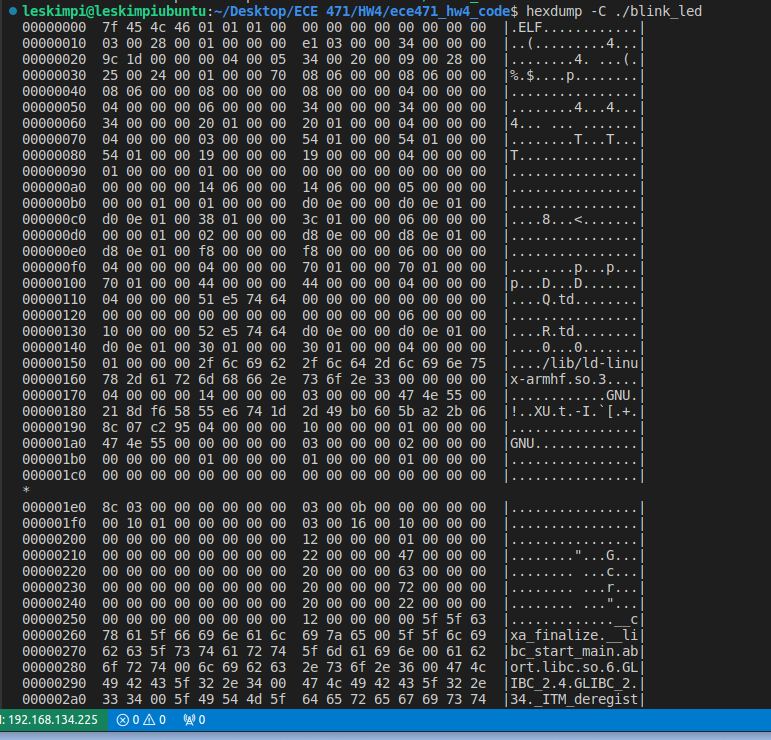 leskimpi@leskimpiubuntu:~/Desktop/ECE 471/HW4/ece471_hw4_code$ hexdump -C ./blink_led
00000000  7f 45 4c 46 01 01 01 00  00 00 00 00 00 00 00 00  |.ELF............|
00000010  03 00 28 00 01 00 00 00  e1 03 00 00 34 00 00 00  |..(.........4...|
00000020  9c 1d 00 00 00 04 00 05  34 00 20 00 09 00 28 00  |........4. ...(.|
00000030  25 00 24 00 01 00 00 70  08 06 00 00 08 06 00 00  |%.$....p........|
00000040  08 06 00 00 08 00 00 00  08 00 00 00 04 00 00 00  |................|
00000050  04 00 00 00 06 00 00 00  34 00 00 00 34 00 00 00  |........4...4...|
00000060  34 00 00 00 20 01 00 00  20 01 00 00 04 00 00 00  |4... ... .......|
00000070  04 00 00 00 03 00 00 00  54 01 00 00 54 01 00 00  |........T...T...|
00000080  54 01 00 00 19 00 00 00  19 00 00 00 04 00 00 00  |T...............|
00000090  01 00 00 00 01 00 00 00  00 00 00 00 00 00 00 00  |................|
000000a0  00 00 00 00 14 06 00 00  14 06 00 00 05 00 00 00  |................|
000000b0  00 00 01 00 01 00 00 00  d0 0e 00 00 d0 0e 01 00  |................|
000000c0  d0 0e 01 00 38 01 00 00  3c 01 00 00 06 00 00 00  |....8...<.......|
000000d0  00 00 01 00 02 00 00 00  d8 0e 00 00 d8 0e 01 00  |................|
000000e0  d8 0e 01 00 f8 00 00 00  f8 00 00 00 06 00 00 00  |................|
000000f0  04 00 00 00 04 00 00 00  70 01 00 00 70 01 00 00  |........p...p...|
00000100  70 01 00 00 44 00 00 00  44 00 00 00 04 00 00 00  |p...D...D.......|
00000110  04 00 00 00 51 e5 74 64  00 00 00 00 00 00 00 00  |....Q.td........|
00000120  00 00 00 00 00 00 00 00  00 00 00 00 06 00 00 00  |................|
00000130  10 00 00 00 52 e5 74 64  d0 0e 00 00 d0 0e 01 00  |....R.td........|
00000140  d0 0e 01 00 30 01 00 00  30 01 00 00 04 00 00 00  |....0...0.......|
00000150  01 00 00 00 2f 6c 69 62  2f 6c 64 2d 6c 69 6e 75  |..../lib/ld-linu|
00000160  78 2d 61 72 6d 68 66 2e  73 6f 2e 33 00 00 00 00  |x-armhf.so.3....|
00000170  04 00 00 00 14 00 00 00  03 00 00 00 47 4e 55 00  |............GNU.|
00000180  21 8d f6 58 55 e6 74 1d  2d 49 b0 60 5b a2 2b 06  |!..XU.t.-I.`[.+.|
00000190  8c 07 c2 95 04 00 00 00  10 00 00 00 01 00 00 00  |................|
000001a0  47 4e 55 00 00 00 00 00  03 00 00 00 02 00 00 00  |GNU.............|
000001b0  00 00 00 00 01 00 00 00  01 00 00 00 01 00 00 00  |................|
000001c0  00 00 00 00 00 00 00 00  00 00 00 00 00 00 00 00  |................|
*
000001e0  8c 03 00 00 00 00 00 00  03 00 0b 00 00 00 00 00  |................|
000001f0  00 10 01 00 00 00 00 00  03 00 16 00 10 00 00 00  |................|
00000200  00 00 00 00 00 00 00 00  12 00 00 00 01 00 00 00  |................|
00000210  00 00 00 00 00 00 00 00  22 00 00 00 47 00 00 00  |........"...G...|
00000220  00 00 00 00 00 00 00 00  20 00 00 00 63 00 00 00  |........ ...c...|
00000230  00 00 00 00 00 00 00 00  20 00 00 00 72 00 00 00  |........ ...r...|
00000240  00 00 00 00 00 00 00 00  20 00 00 00 22 00 00 00  |........ ..."...|
00000250  00 00 00 00 00 00 00 00  12 00 00 00 00 5f 5f 63  |.............__c|
00000260  78 61 5f 66 69 6e 61 6c  69 7a 65 00 5f 5f 6c 69  |xa_finalize.__li|
00000270  62 63 5f 73 74 61 72 74  5f 6d 61 69 6e 00 61 62  |bc_start_main.ab|
00000280  6f 72 74 00 6c 69 62 63  2e 73 6f 2e 36 00 47 4c  |ort.libc.so.6.GL|
00000290  49 42 43 5f 32 2e 34 00  47 4c 49 42 43 5f 32 2e  |IBC_2.4.GLIBC_2.|
000002a0  33 34 00 5f 49 54 4d 5f  64 65 72 65 67 69 73 74  |34._ITM_deregist|
: 192.168.134.225 0 0 0